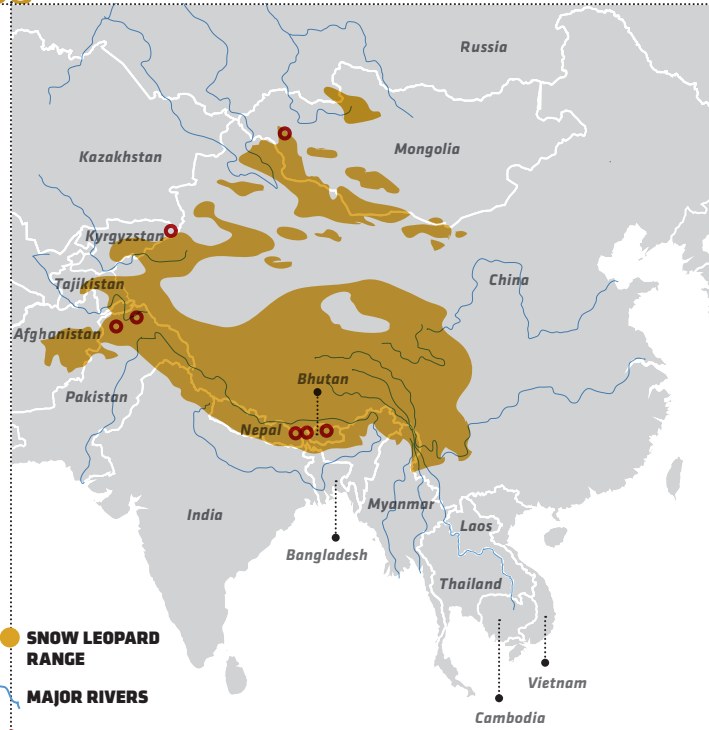 Russia
Kazakhstan
Mongolia
Kyrgyzstan
Tajikistan
China
Afghanistan
Pakistan
Bhutan
Nepal
India
Myanmar
Laos
Bangladesh
Thailand
SNOW LEOPARD
RANGE
Vietnam
MAJOR RIVERS
Cambodia